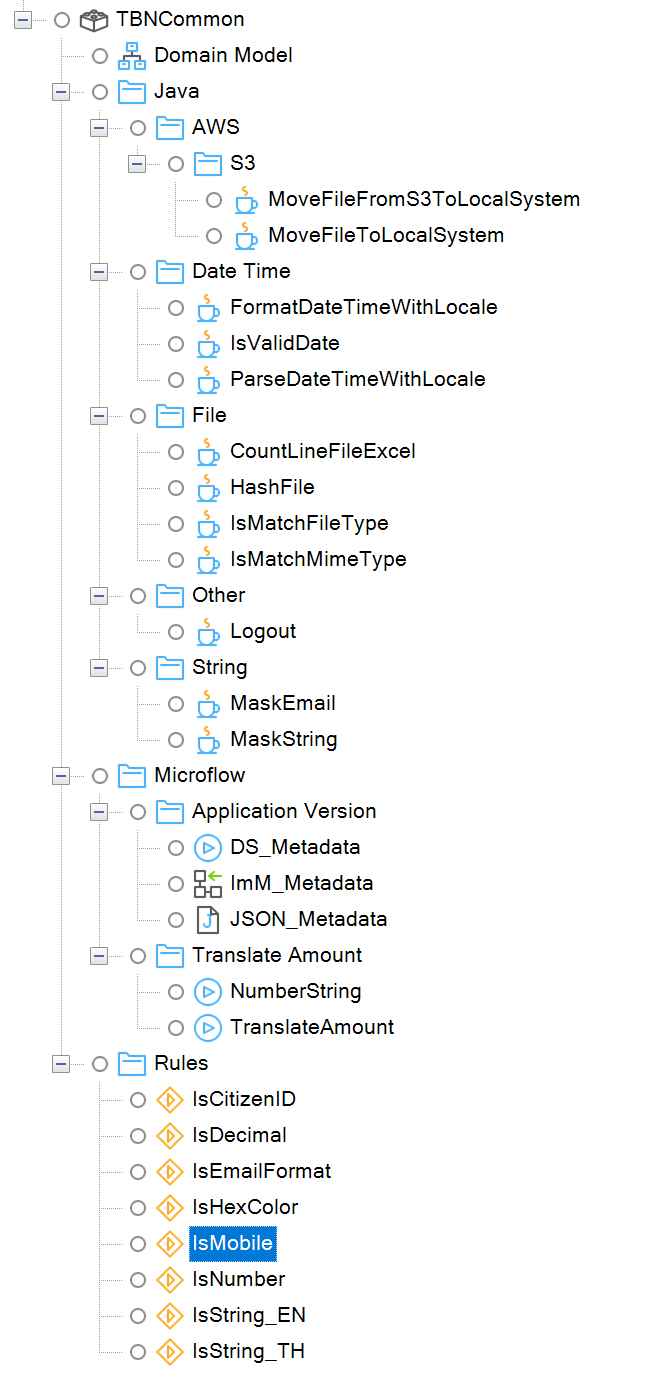 TBNCommon
Domain Model
Java
AWS
S3
MoveFileFromS3ToLocalSystem
MoveFileToLocalSystem
Date Time
FormatDateTimeWithLocale
IsValidDate
ParseDateTimeWithLocale
File
CountLineFileExcel
HashFile
IsMatchFileType
IsMatchMimeType
Other
Logout
String
MaskEmail
MaskString
Microflow
Application Version
DS_Metadata
ImM_Metadata
JSON_Metadata
Translate Amount
NumberString
TranslateAmount
Rules
IsCitizenID
IsDecimal
IsEmailFormat
IsHexColor
IsMobile
IsNumber
IsString_EN
IsString_TH